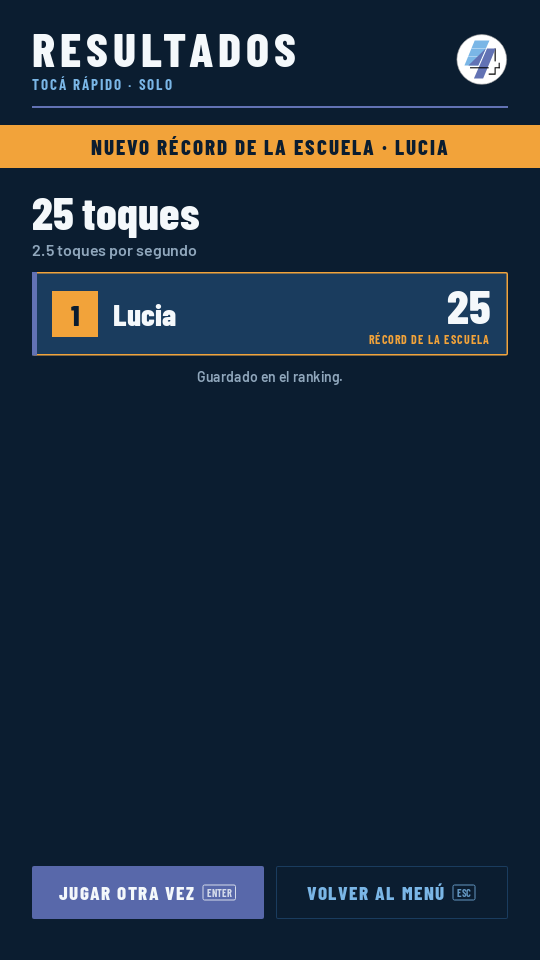 RESULTADOS
TOCÁ RÁPIDO · SOLO
4
NUEVO RÉCORD DE LA ESCUELA · LUCIA
25 toques
2.5 toques por segundo
1 Lucia 25
RÉCORD DE LA ESCUELA
Guardado en el ranking.
JUGAR OTRA VEZ ENTER
VOLVER AL MENÚ ESC